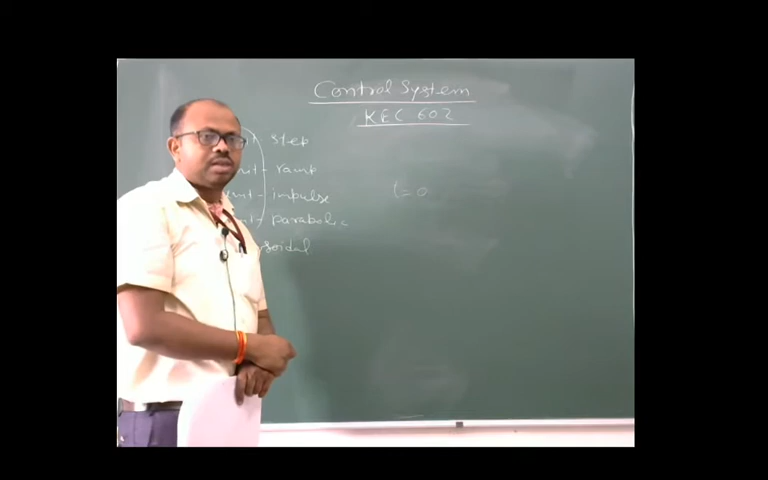 Control System
KEC 602
step
ramp
impulse
t=0
parabolic
soidal